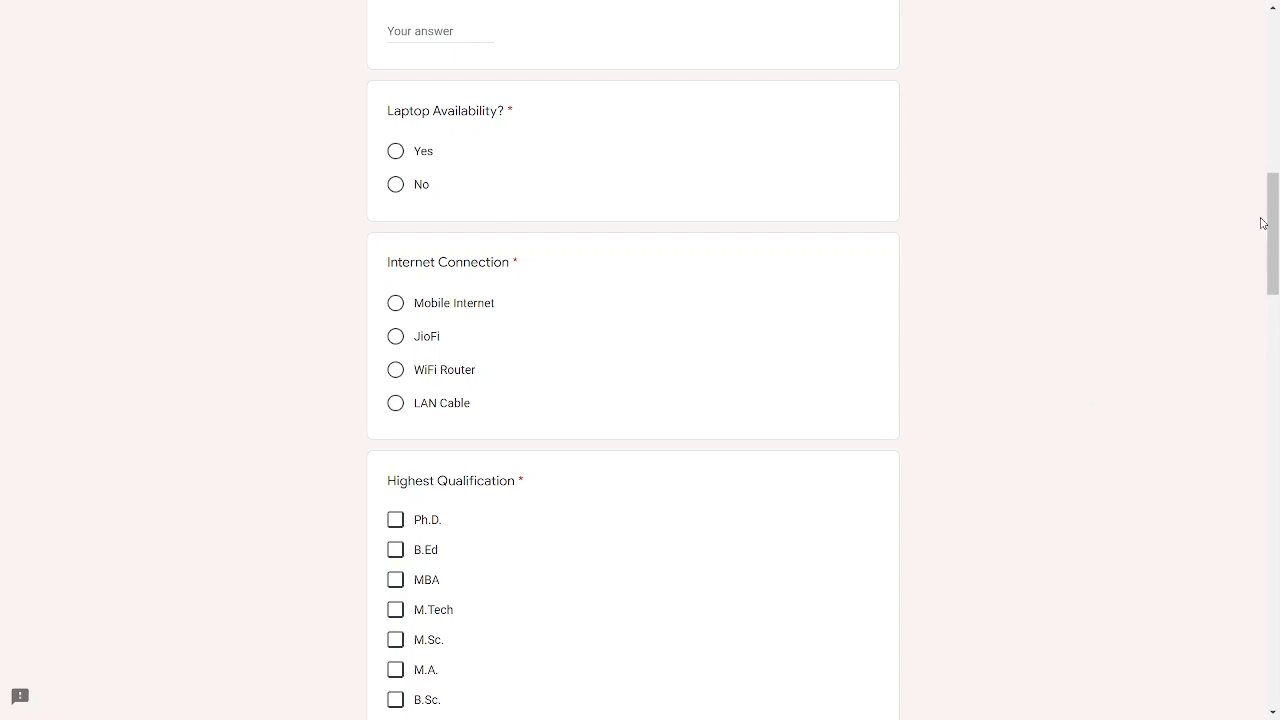 Your answer
Laptop Availability? *
Yes
No
Internet Connection *
Mobile Internet
JioFi
WiFi Router
LAN Cable
Highest Qualification *
Ph.D.
B.Ed
MBA
M.Tech
M.Sc.
M.A.
B.Sc.